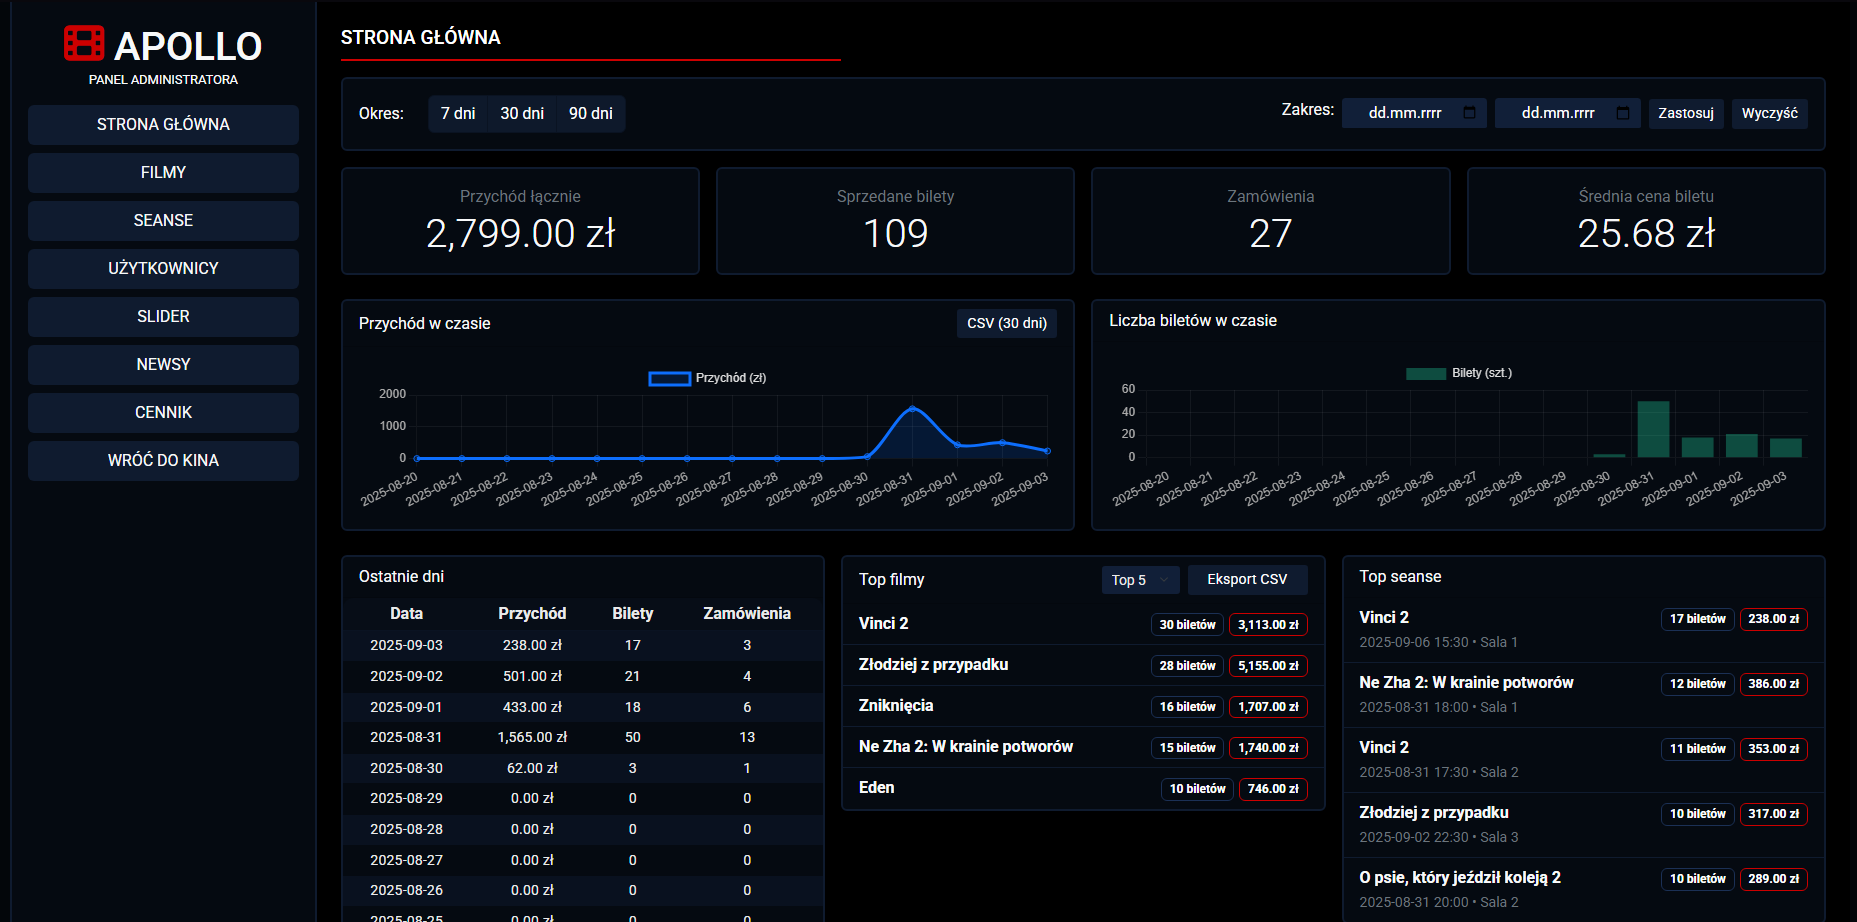 APOLLO
PANEL ADMINISTRATORA
STRONA GŁÓWNA
FILMY
SEANSE
UŻYTKOWNICY
SLIDER
NEWSY
CENNIK
WRÓĆ DO KINA
STRONA GŁÓWNA
Okres: 7 dni 30 dni 90 dni Zakres: dd.mm.rrrr dd.mm.rrrr Zastosuj Wyczyść
Przychód łącznie
2,799.00 zł
Sprzedane bilety
109
Zamówienia
27
Średnia cena biletu
25.68 zł
Przychód w czasie CSV (30 dni)
Przychód (zł)
2000
1000
0
2025-08-20 2025-08-21 2025-08-22 2025-08-23 2025-08-24 2025-08-25 2025-08-26 2025-08-27 2025-08-28 2025-08-29 2025-08-30 2025-08-31 2025-09-01 2025-09-02 2025-09-03
Liczba biletów w czasie
Bilety (szt.)
60
40
20
0
2025-08-20 2025-08-21 2025-08-22 2025-08-23 2025-08-24 2025-08-25 2025-08-26 2025-08-27 2025-08-28 2025-08-29 2025-08-30 2025-08-31 2025-09-01 2025-09-02 2025-09-03
Ostatnie dni
Data Przychód Bilety Zamówienia
2025-09-03 238.00 zł 17 3
2025-09-02 501.00 zł 21 4
2025-09-01 433.00 zł 18 6
2025-08-31 1,565.00 zł 50 13
2025-08-30 62.00 zł 3 1
2025-08-29 0.00 zł 0 0
2025-08-28 0.00 zł 0 0
2025-08-27 0.00 zł 0 0
2025-08-26 0.00 zł 0 0
2025-08-25 0.00 zł 0 0
Top filmy Top 5 Eksport CSV
Vinci 2 30 biletów 3,113.00 zł
Złodziej z przypadku 28 biletów 5,155.00 zł
Zniknięcia 16 biletów 1,707.00 zł
Ne Zha 2: W krainie potworów 15 biletów 1,740.00 zł
Eden 10 biletów 746.00 zł
Top seanse
Vinci 2 17 biletów 238.00 zł
2025-09-06 15:30 • Sala 1
Ne Zha 2: W krainie potworów 12 biletów 386.00 zł
2025-08-31 18:00 • Sala 1
Vinci 2 11 biletów 353.00 zł
2025-08-31 17:30 • Sala 2
Złodziej z przypadku 10 biletów 317.00 zł
2025-09-02 22:30 • Sala 3
O psie, który jeździł koleją 2 10 biletów 289.00 zł
2025-08-31 20:00 • Sala 2